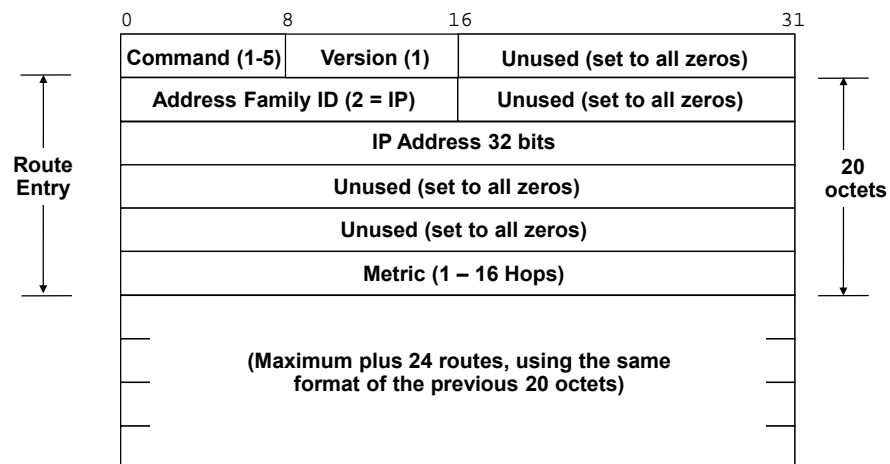 0 8 16 31
Command (1-5) Version (1) Unused (set to all zeros)
Address Family ID (2 = IP) Unused (set to all zeros)
IP Address 32 bits
Route
Entry
20
octets
Unused (set to all zeros)
Unused (set to all zeros)
Metric (1 – 16 Hops)
(Maximum plus 24 routes, using the same
format of the previous 20 octets)